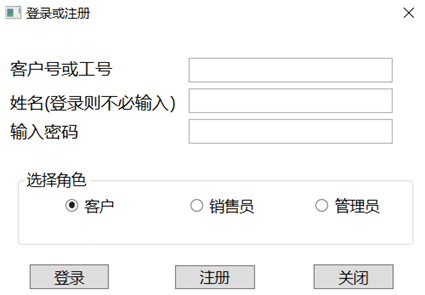 登录或注册
客户号或工号
姓名(登录则不必输入)
输入密码
选择角色
客户 销售员 管理员
登录 注册 关闭